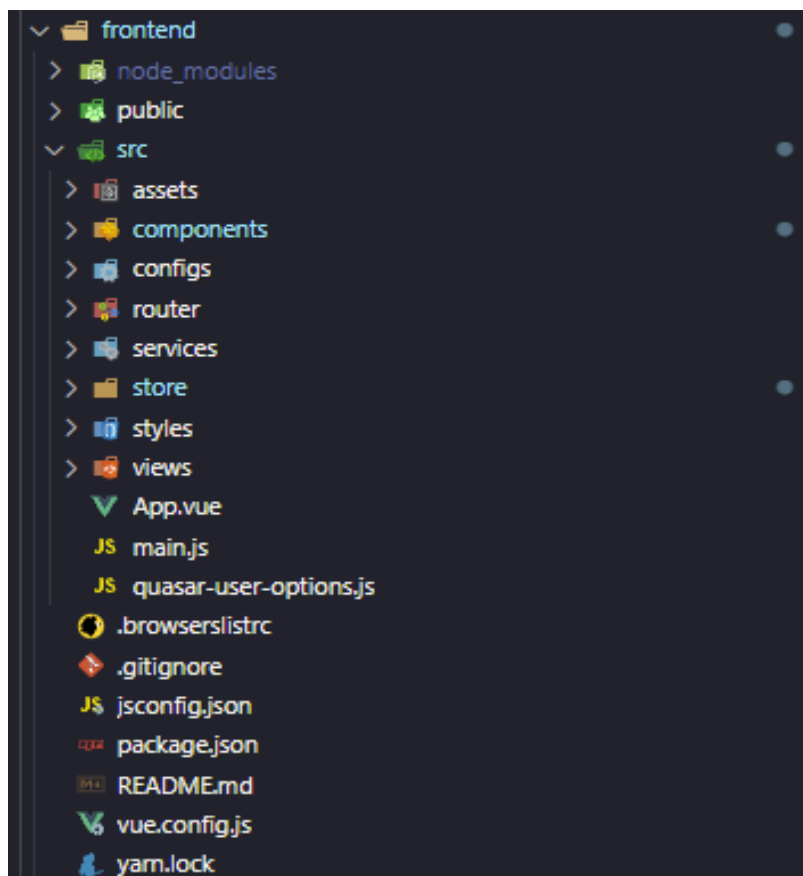 frontend
node_modules
public
src
assets
components
configs
router
services
store
styles
views
App.vue
JS main.js
JS quasar-user-options.js
.browserslistrc
.gitignore
JS jsconfig.json
package.json
README.md
vue.config.js
yarn.lock